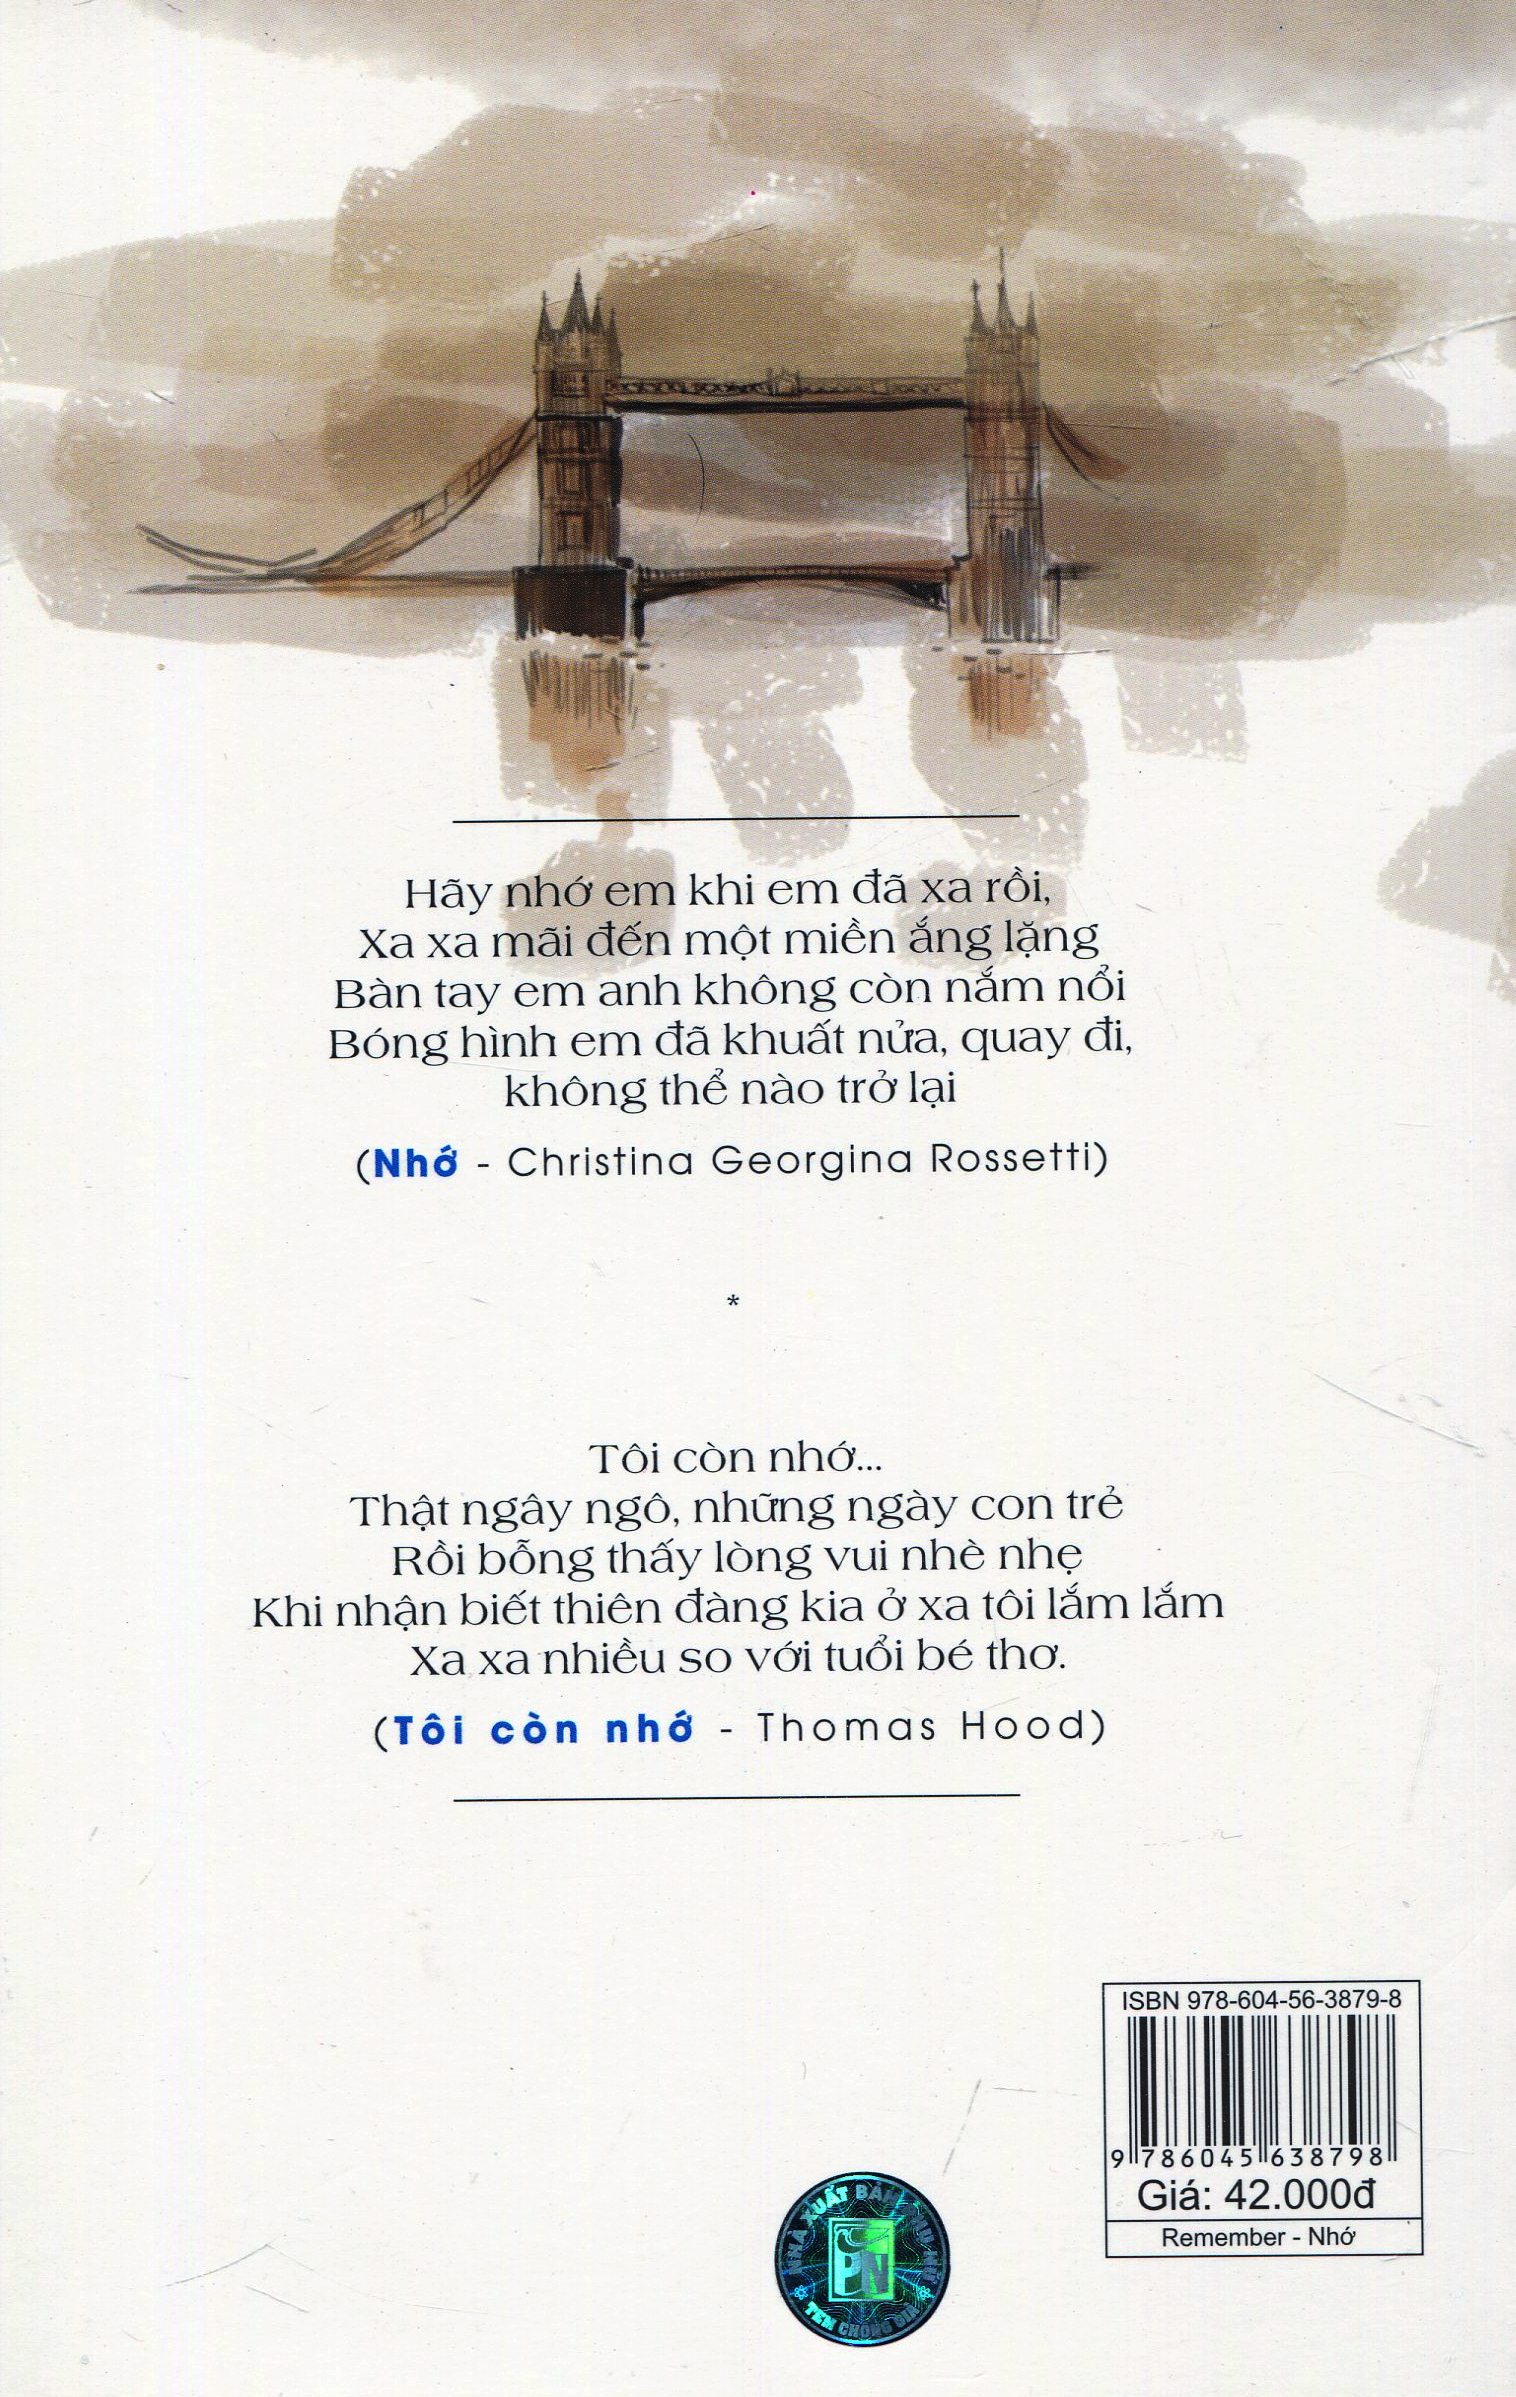 Hãy nhớ em khi em đã xa rồi,
Xa xa mãi đến một miền ắng lặng
Bàn tay em anh không còn nắm nổi
Bóng hình em đã khuất nửa, quay đi,
không thể nào trở lại
(Nhớ - Christina Georgina Rossetti)
*
Tôi còn nhớ...
Thật ngây ngô, những ngày con trẻ
Rồi bỗng thấy lòng vui nhè nhẹ
Khi nhận biết thiên đàng kia ở xa tôi lắm lắm
Xa xa nhiều so với tuổi bé thơ.
(Tôi còn nhớ - Thomas Hood)
ISBN 978-604-56-3879-8
9 786045 638798
Giá: 42.000đ
Remember - Nhớ
NHÀ XUẤT BẢN PHỤ NỮ
PN
TEM CHỐNG GIẢ